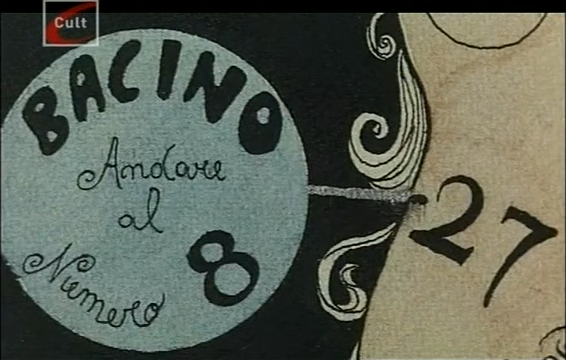 Cult
BACINO
Andare
al
Numero
8
27